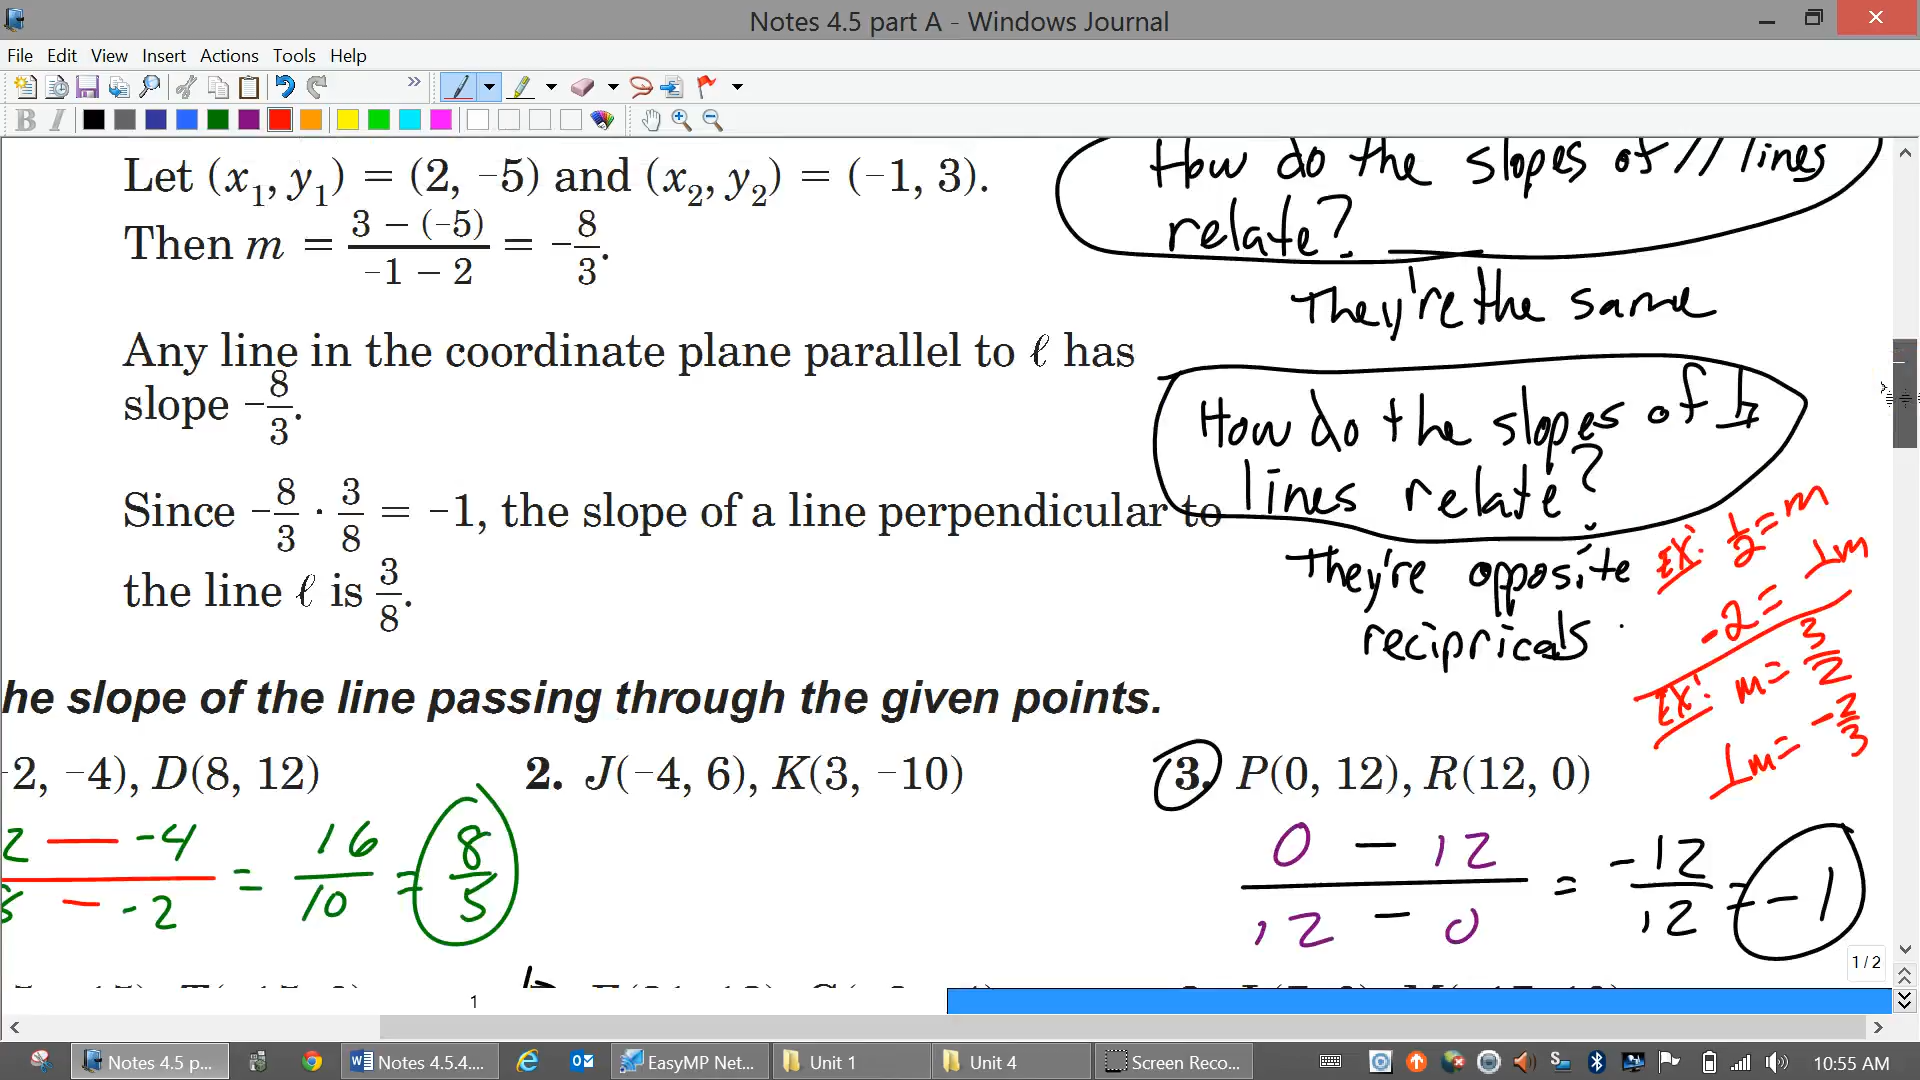 Notes 4.5 part A - Windows Journal
File Edit View Insert Actions Tools Help
B I
Let (x1, y1) = (2, -5) and (x2, y2) = (-1, 3).
Then m = 3 - (-5) / -1 - 2 = -8/3.
Any line in the coordinate plane parallel to ℓ has
slope -8/3.
Since -8/3 · 3/8 = -1, the slope of a line perpendicular to
the line ℓ is 3/8.
How do the slopes of // lines
relate?
They're the same
How do the slopes of ⊥
lines relate?
They're opposite
recipricals
Ex: 1/2 = m
-2 = ⊥m
Ex: m = 3/2
⊥m = -2/3
he slope of the line passing through the given points.
-2, -4), D(8, 12)
2 — -4 / - -2 = 16/10 = 8/5
2. J(-4, 6), K(3, -10)
3. P(0, 12), R(12, 0)
0 - 12 / 12 - 0 = -12/12 = -1
1 / 2
1
Notes 4.5 p...
Notes 4.5.4....
EasyMP Net...
Unit 1
Unit 4
Screen Reco...
10:55 AM